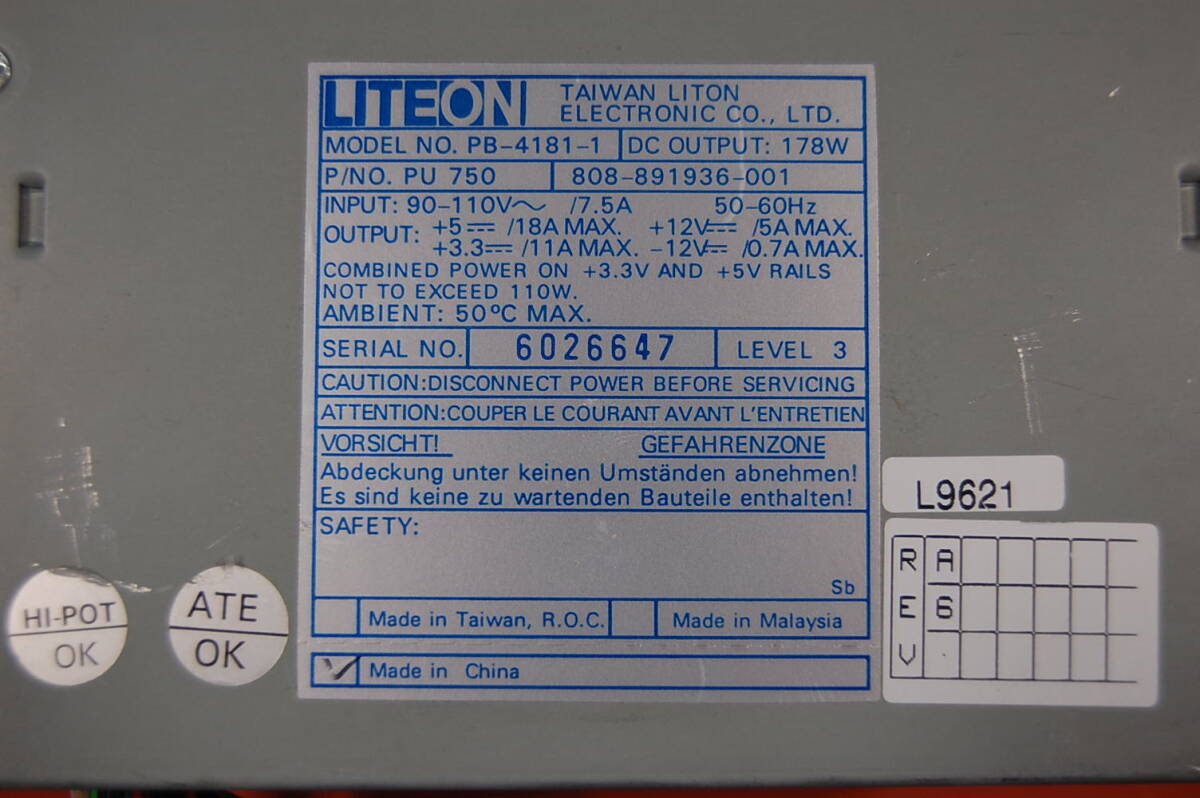 LITEON
TAIWAN LITON
ELECTRONIC CO., LTD.
MODEL NO. PB-4181-1 DC OUTPUT: 178W
P/NO. PU 750 808-891936-001
INPUT: 90-110V~ /7.5A 50-60Hz
OUTPUT: +5⎓/18A MAX. +12V⎓/5A MAX.
+3.3⎓/11A MAX. -12V⎓/0.7A MAX.
COMBINED POWER ON +3.3V AND +5V RAILS
NOT TO EXCEED 110W.
AMBIENT: 50°C MAX.
SERIAL NO. 6026647 LEVEL 3
CAUTION:DISCONNECT POWER BEFORE SERVICING
ATTENTION:COUPER LE COURANT AVANT L'ENTRETIEN
VORSICHT! GEFAHRENZONE
Abdeckung unter keinen Umständen abnehmen!
Es sind keine zu wartenden Bauteile enthalten!
SAFETY:
Sb
Made in Taiwan, R.O.C. Made in Malaysia
✓ Made in China
HI-POT
OK
ATE
OK
L9621
R A
E 6
V